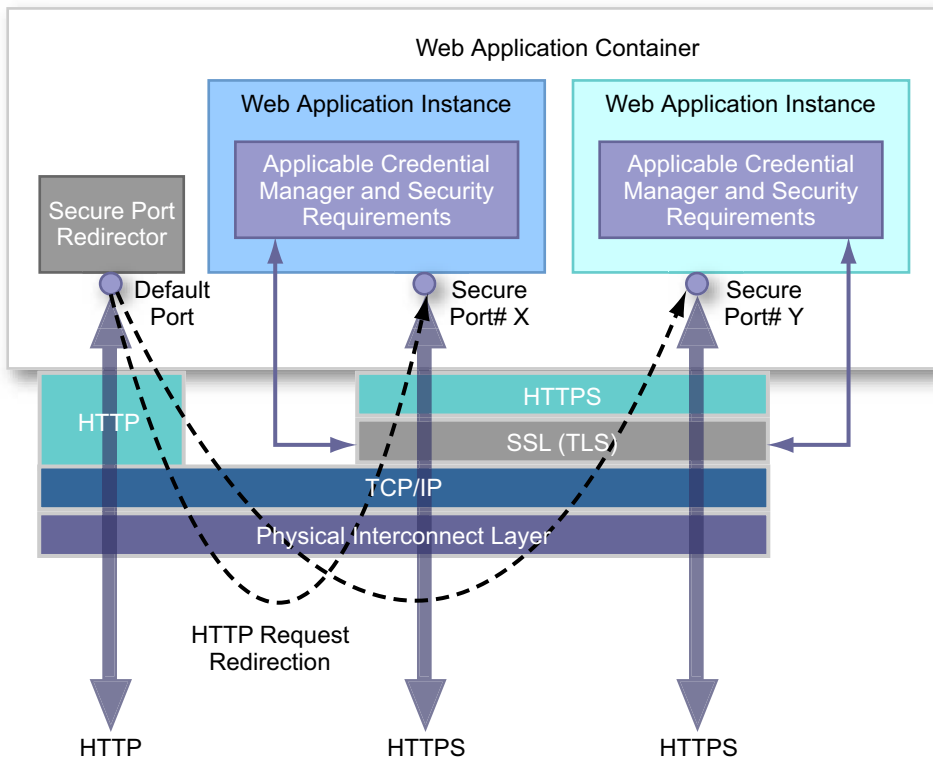 Web Application Container
Web Application Instance
Applicable Credential
Manager and Security
Requirements
Web Application Instance
Applicable Credential
Manager and Security
Requirements
Secure Port
Redirector
Default
Port
Secure
Port# X
Secure
Port# Y
HTTP
HTTPS
SSL (TLS)
TCP/IP
Physical Interconnect Layer
HTTP Request
Redirection
HTTP
HTTPS
HTTPS